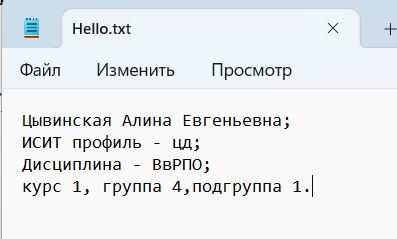 Hello.txt
Файл Изменить Просмотр
Цывинская Алина Евгеньевна;
ИСИТ профиль - цд;
Дисциплина - ВвРПО;
курс 1, группа 4,подгруппа 1.